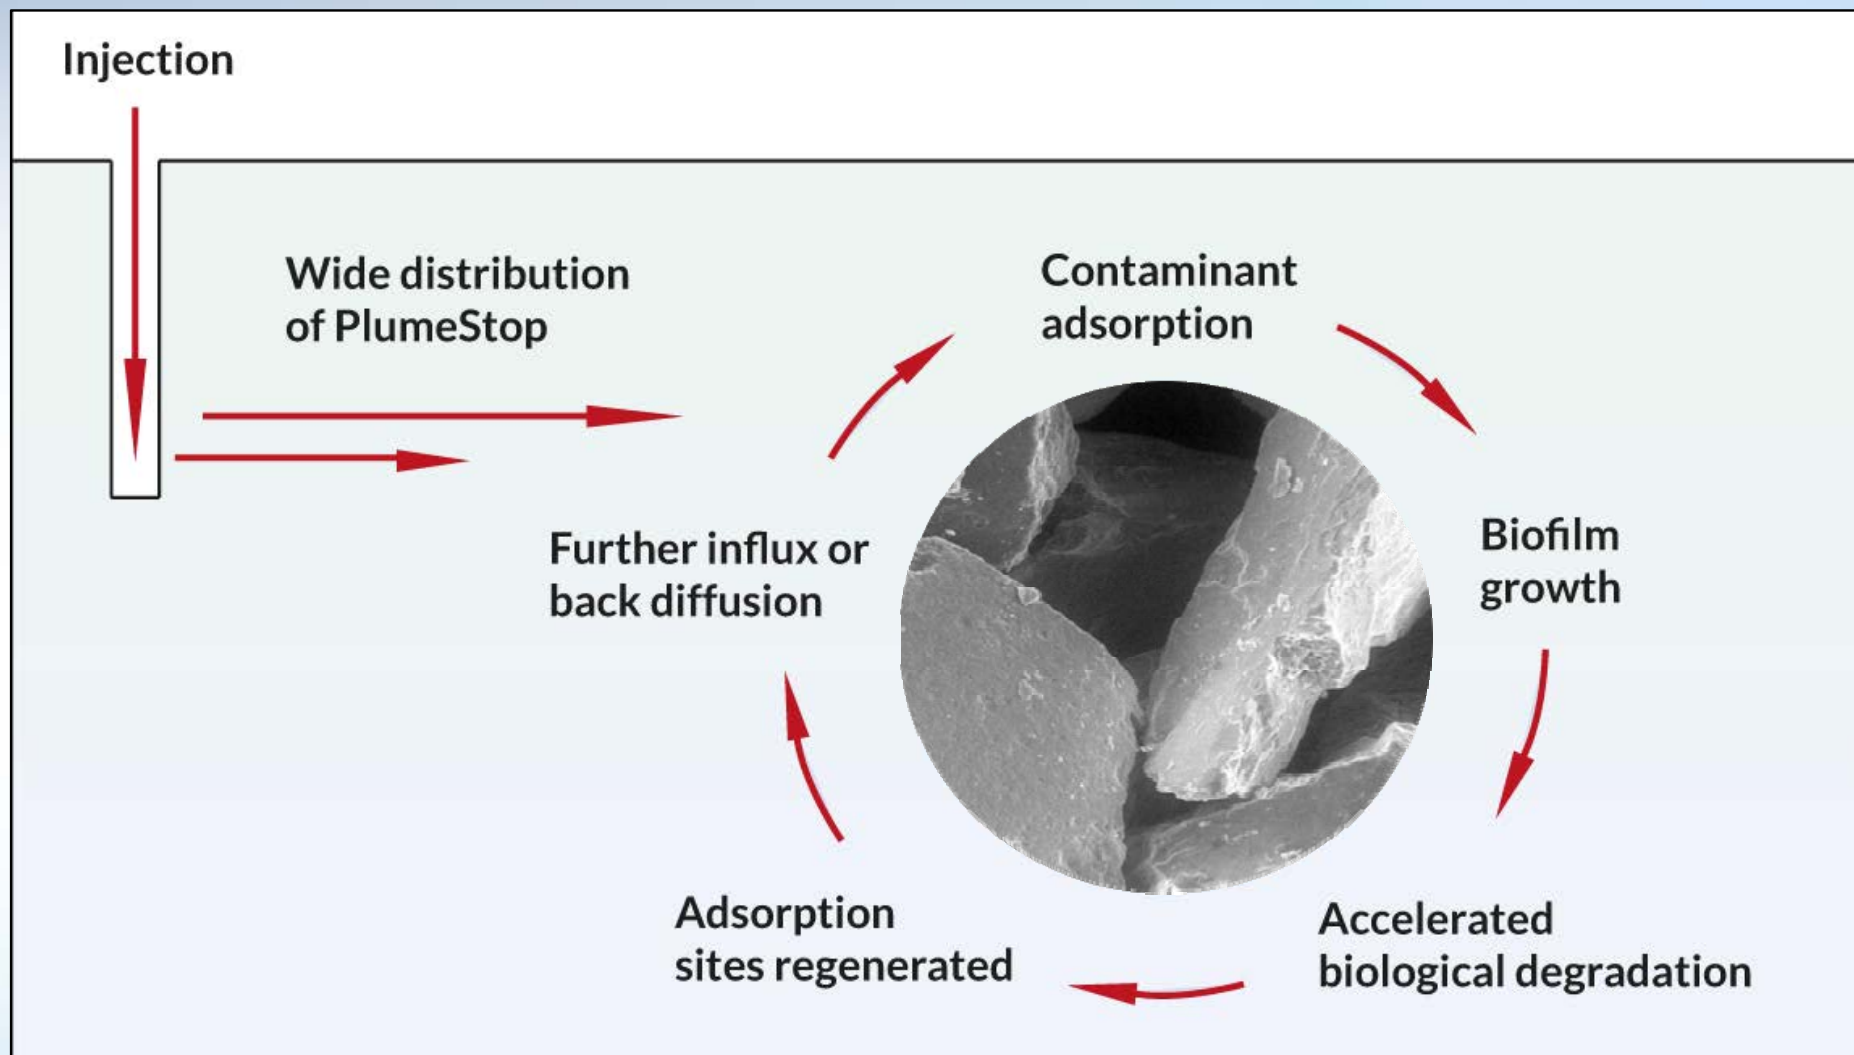 Injection
Wide distribution
of PlumeStop
Contaminant
adsorption
Biofilm
growth
Accelerated
biological degradation
Adsorption
sites regenerated
Further influx or
back diffusion